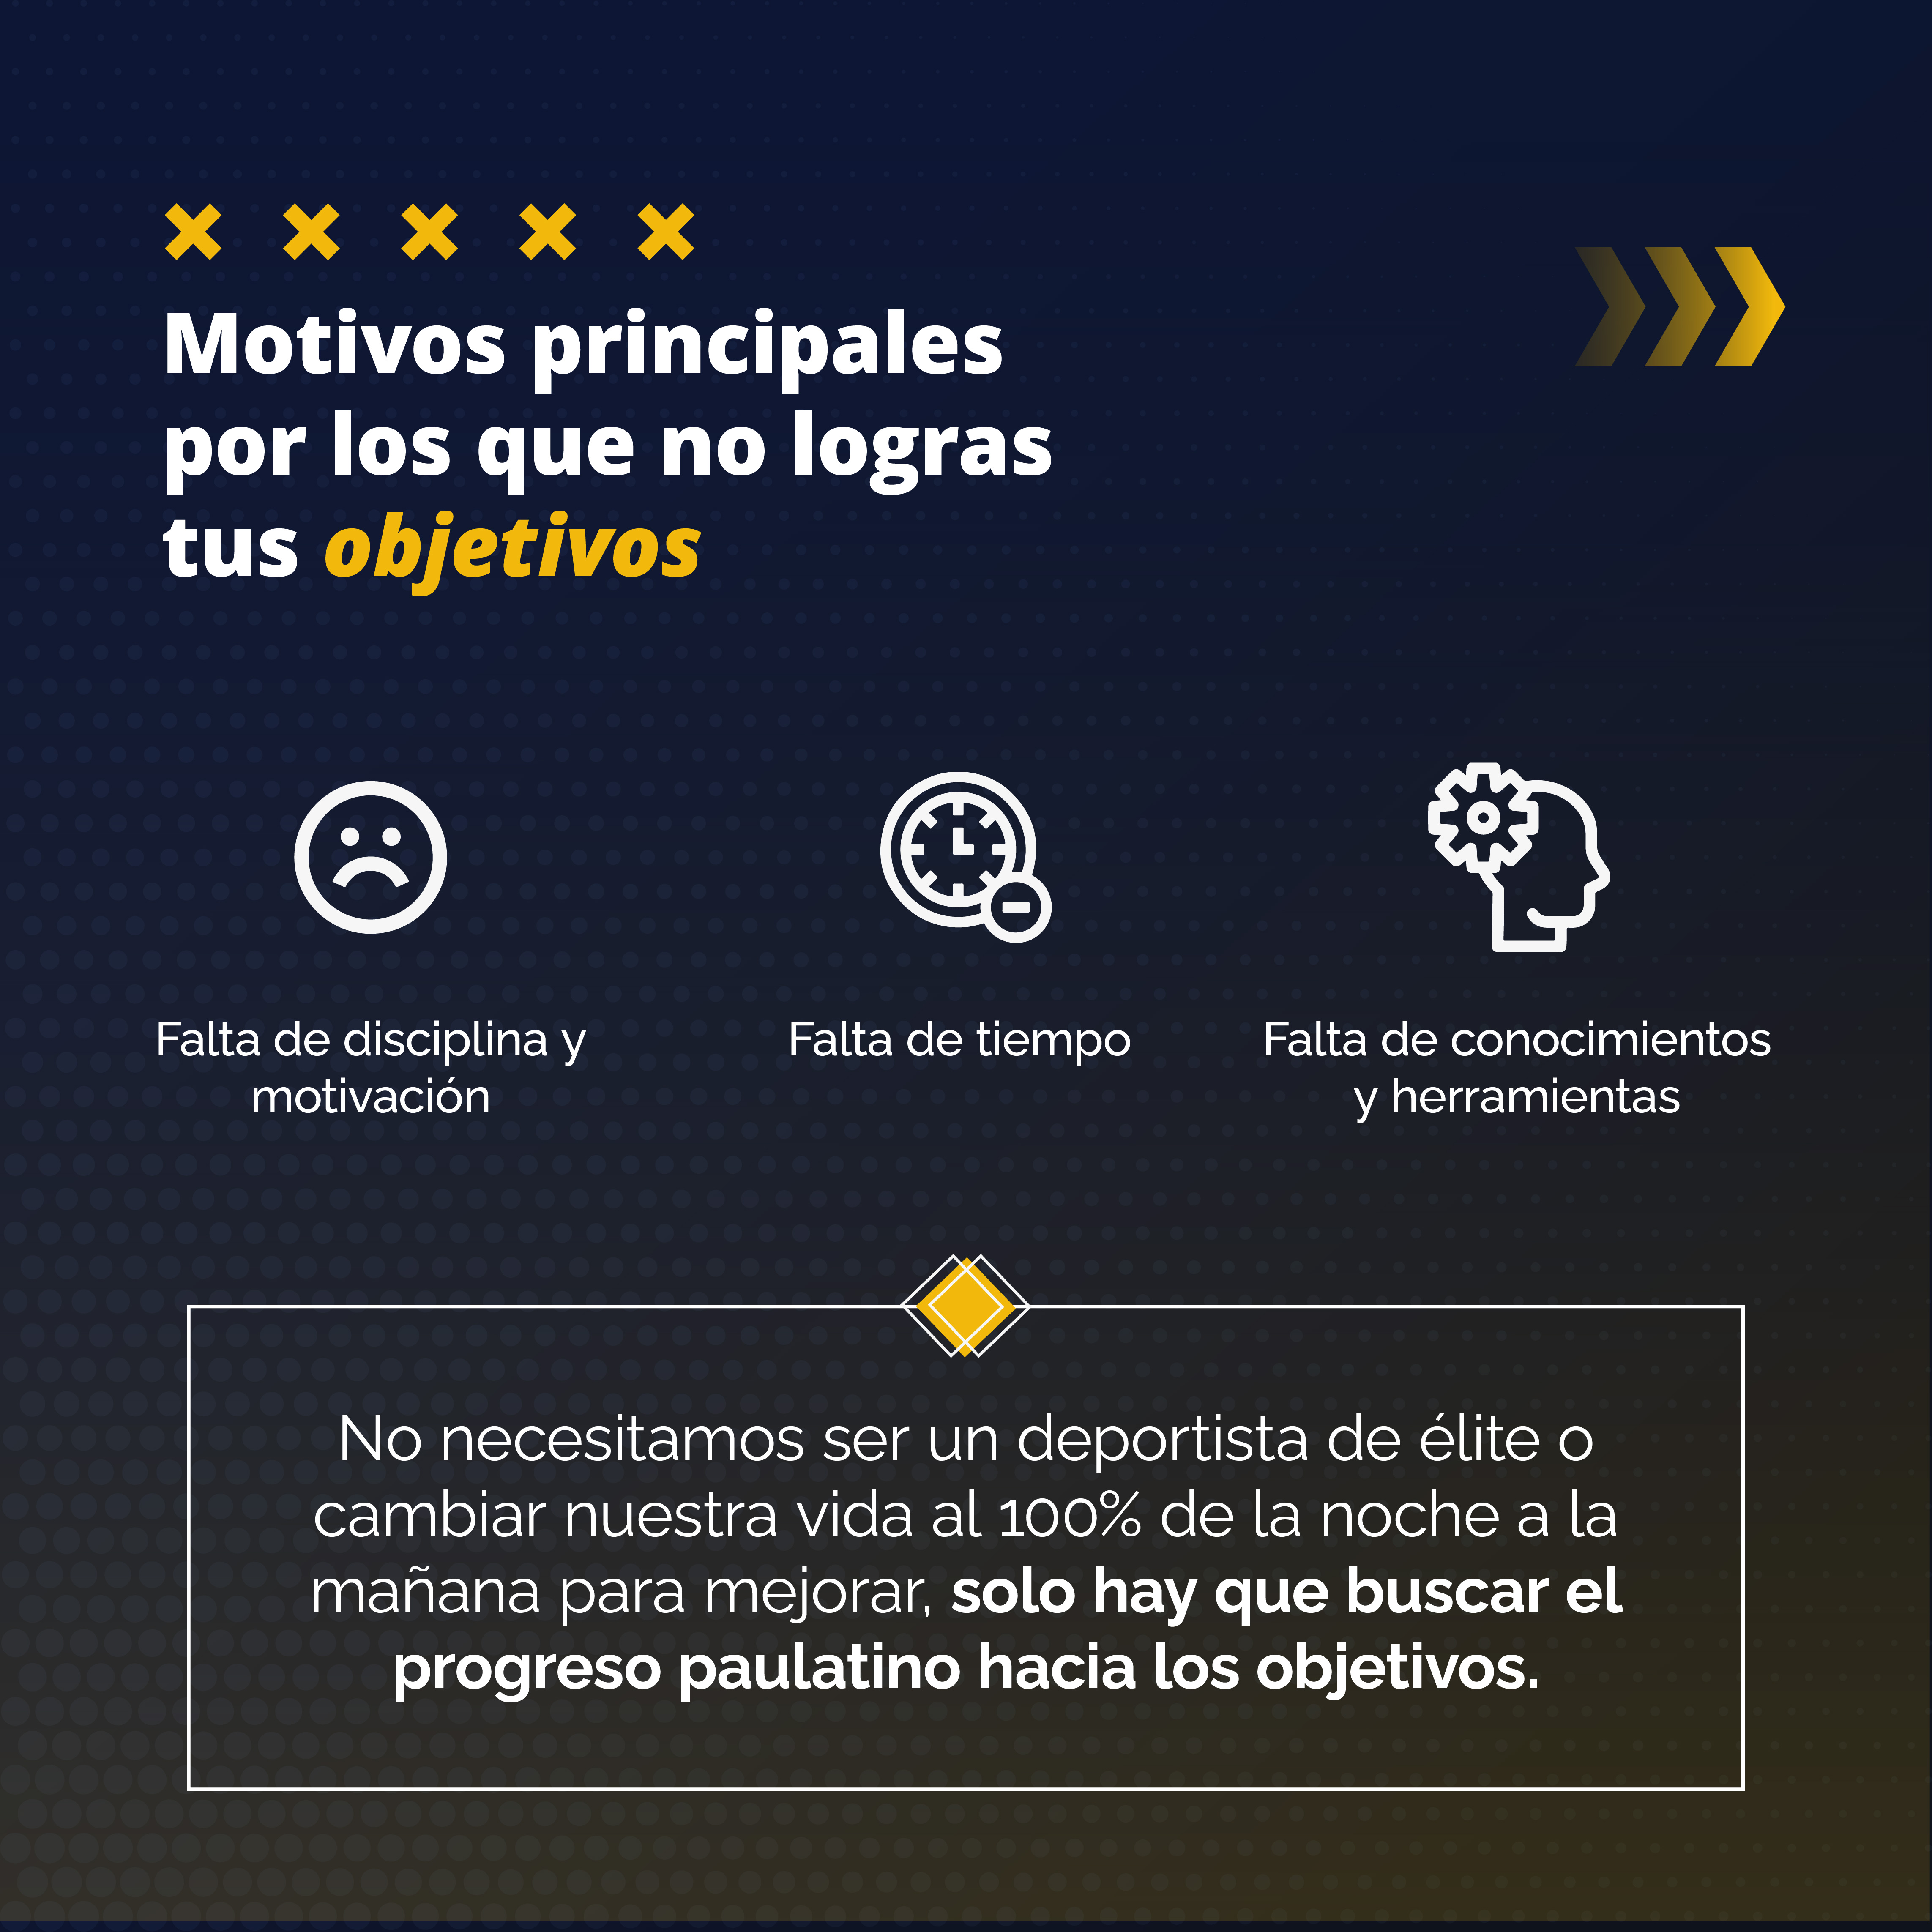 Motivos principales
por los que no logras
tus objetivos
Falta de disciplina y
motivación
Falta de tiempo
Falta de conocimientos
y herramientas
No necesitamos ser un deportista de élite o
cambiar nuestra vida al 100% de la noche a la
mañana para mejorar, solo hay que buscar el
progreso paulatino hacia los objetivos.